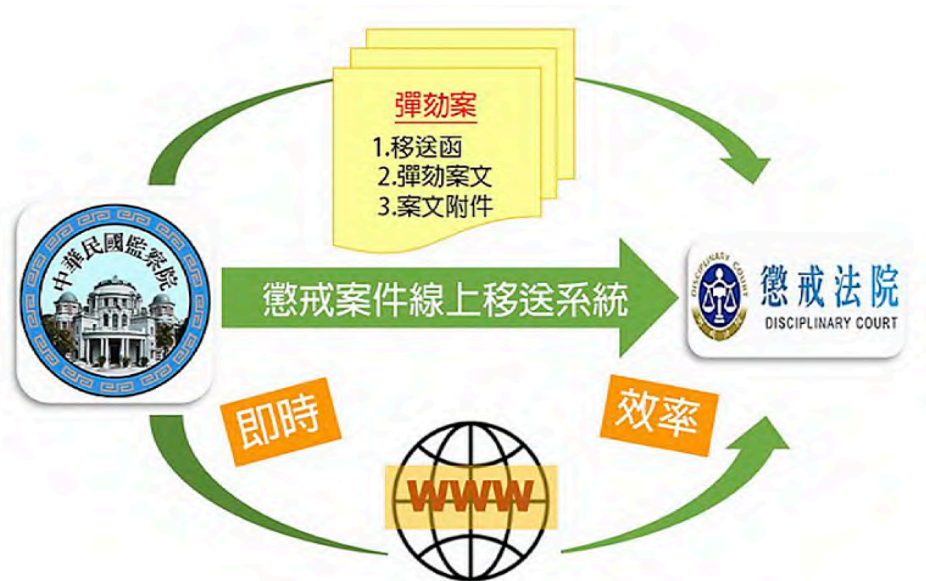 彈劾案
1.移送函
2.彈劾案文
3.案文附件
中華民國監察院
懲戒案件線上移送系統
DISCIPLINARY COURT
懲戒法院
DISCIPLINARY COURT
即時
效率
WWW